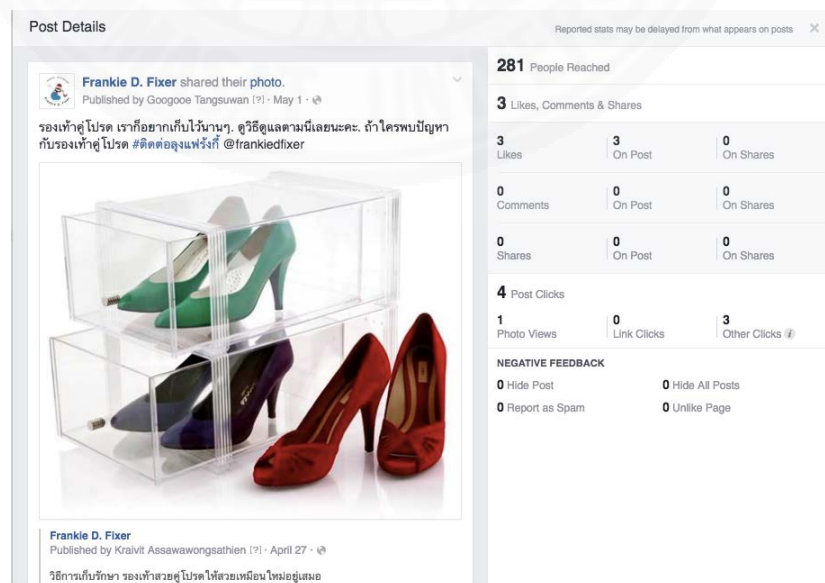 Post Details
Reported stats may be delayed from what appears on posts
Frankie D. Fixer shared their photo.
Published by Googooe Tangsuwan [?] · May 1 ·
รองเท้าคู่โปรด เราก็อยากเก็บไว้นานๆ. ดูวิธีดูแลตามนี้เลยนะคะ. ถ้าใครพบปัญหา
กับรองเท้าคู่โปรด #ติดต่อลุงแฟร้งกี้ @frankiedfixer
Frankie D. Fixer
Published by Kraivit Assawawongsathien [?] · April 27 ·
วิธีการเก็บรักษา รองเท้าสวยคู่โปรดให้สวยเหมือนใหม่อยู่เสมอ
281 People Reached
3 Likes, Comments & Shares
3 3 0
Likes On Post On Shares
0 0 0
Comments On Post On Shares
0 0 0
Shares On Post On Shares
4 Post Clicks
1 0 3
Photo Views Link Clicks Other Clicks i
NEGATIVE FEEDBACK
0 Hide Post 0 Hide All Posts
0 Report as Spam 0 Unlike Page